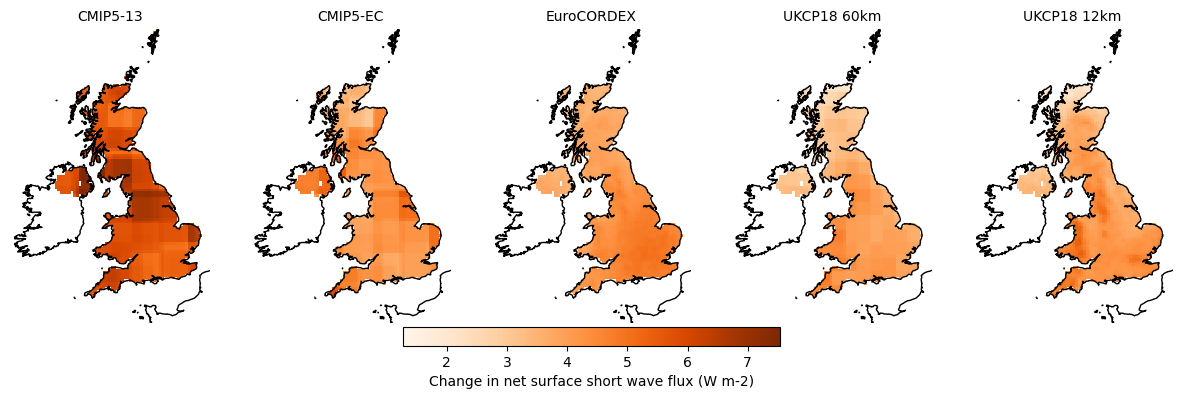 CMIP5-13
CMIP5-EC
EuroCORDEX
UKCP18 60km
UKCP18 12km
2 3 4 5 6 7
Change in net surface short wave flux (W m-2)